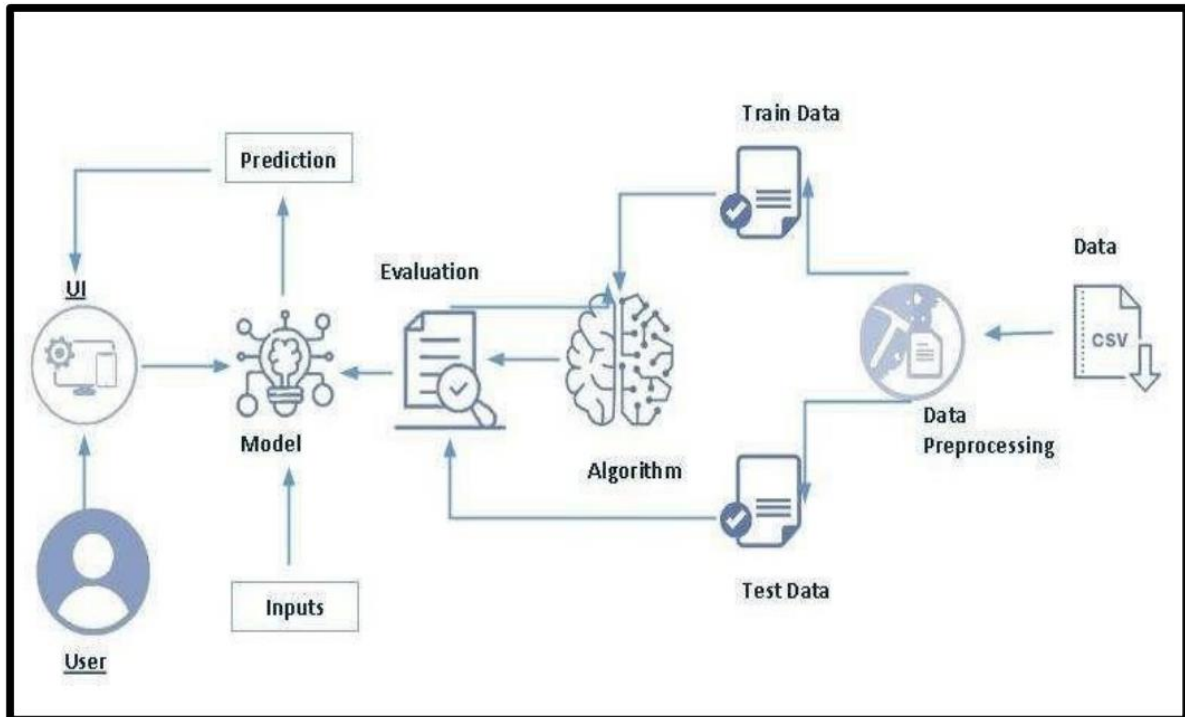 Train Data
Prediction
Data
Evaluation
UI
CSV
Model
Data
Preprocessing
Algorithm
Test Data
Inputs
User